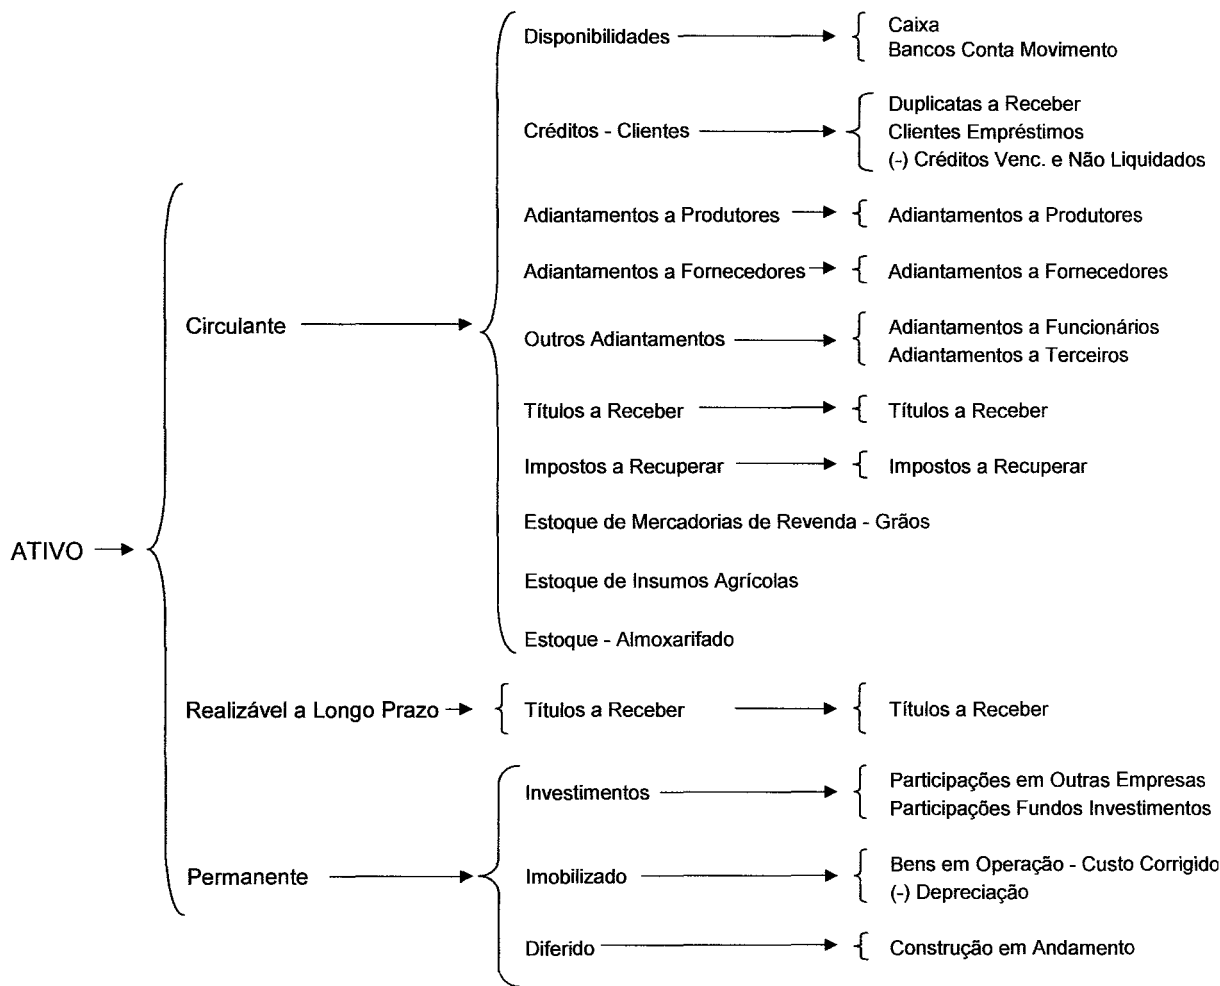 ATIVO
Circulante
Disponibilidades
Caixa
Bancos Conta Movimento
Créditos - Clientes
Duplicatas a Receber
Clientes Empréstimos
(-) Créditos Venc. e Não Liquidados
Adiantamentos a Produtores
Adiantamentos a Produtores
Adiantamentos a Fornecedores
Adiantamentos a Fornecedores
Outros Adiantamentos
Adiantamentos a Funcionários
Adiantamentos a Terceiros
Títulos a Receber
Títulos a Receber
Impostos a Recuperar
Impostos a Recuperar
Estoque de Mercadorias de Revenda - Grãos
Estoque de Insumos Agrícolas
Estoque - Almoxarifado
Realizável a Longo Prazo
Títulos a Receber
Títulos a Receber
Permanente
Investimentos
Participações em Outras Empresas
Participações Fundos Investimentos
Imobilizado
Bens em Operação - Custo Corrigido
(-) Depreciação
Diferido
Construção em Andamento